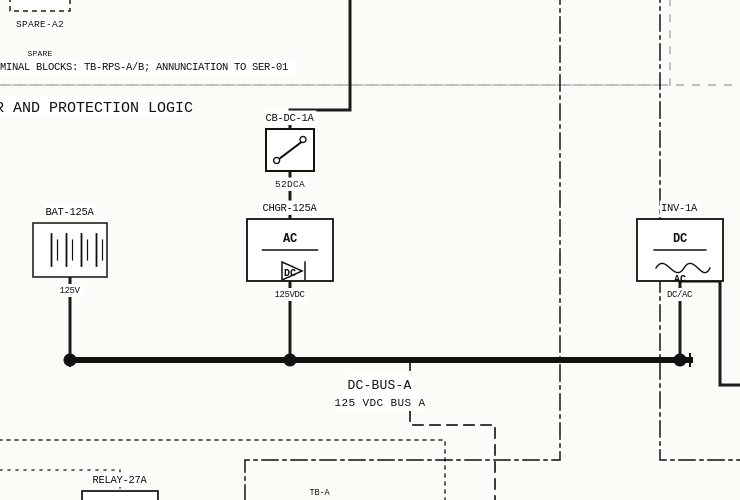 SPARE-A2
SPARE
MINAL BLOCKS: TB-RPS-A/B; ANNUNCIATION TO SER-01
R AND PROTECTION LOGIC
CB-DC-1A
52DCA
BAT-125A
CHGR-125A
INV-1A
AC
DC
DC
AC
125V
125VDC
DC/AC
DC-BUS-A
125 VDC BUS A
RELAY-27A
TB-A